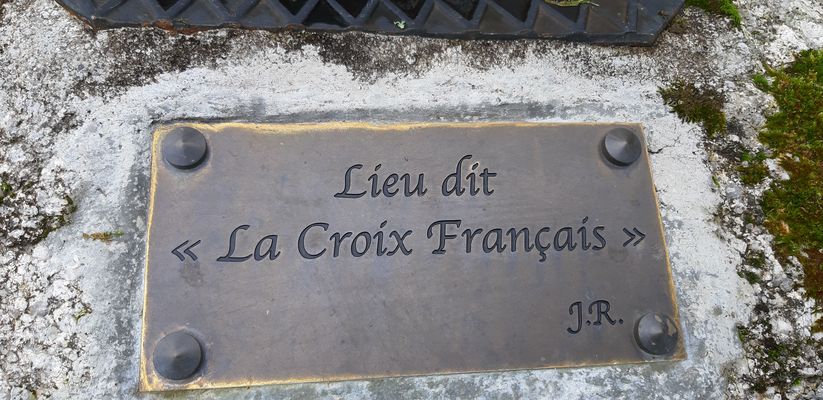 Lieu dit
« La Croix Français »
J.R.